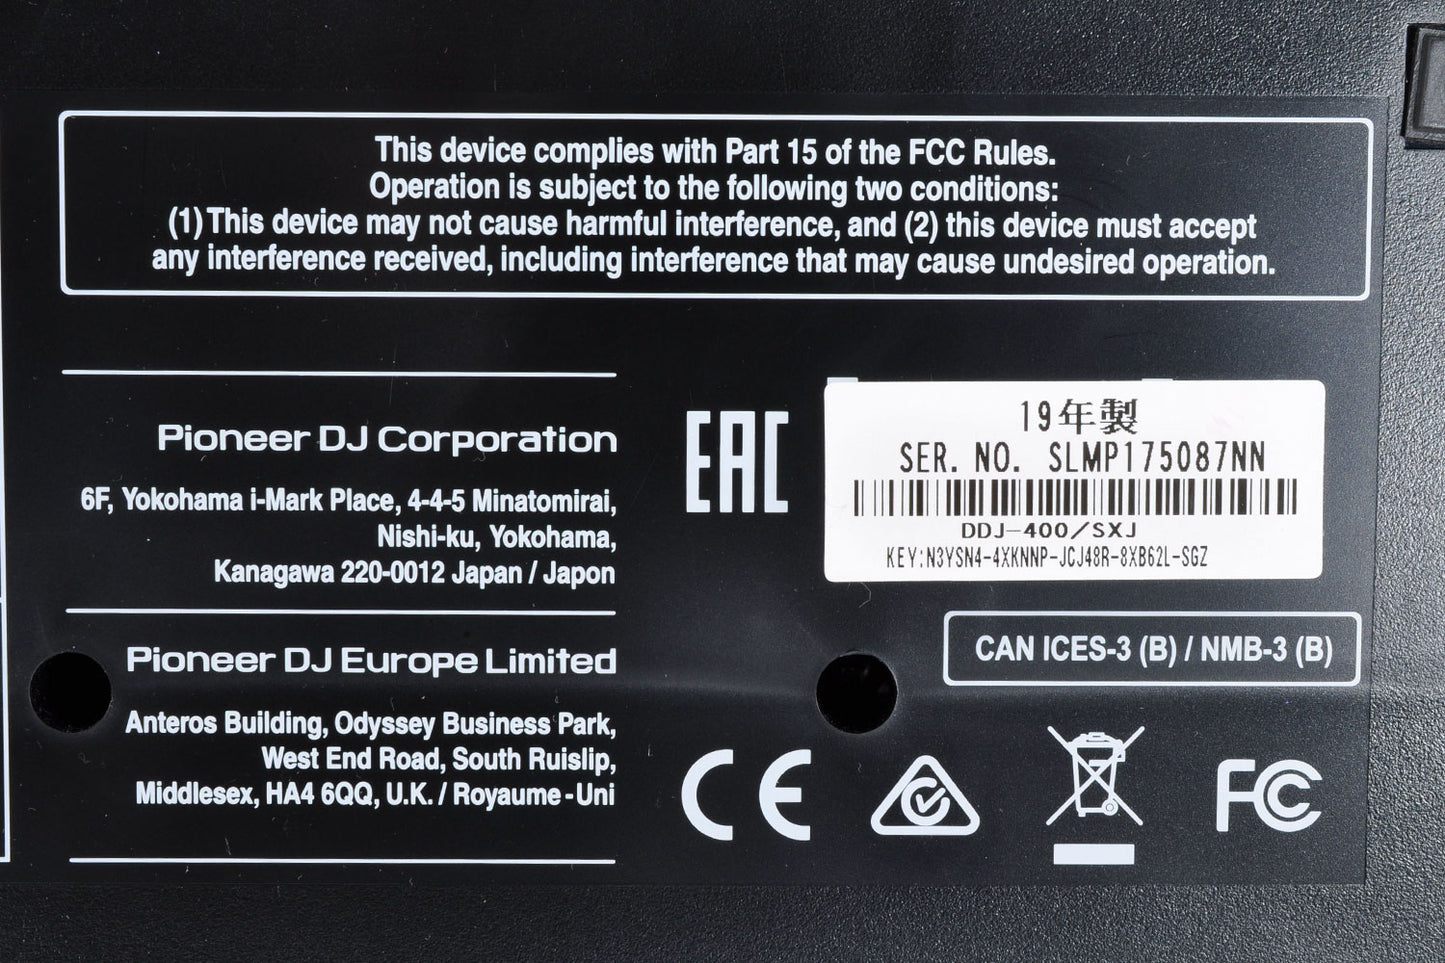 This device complies with Part 15 of the FCC Rules.
Operation is subject to the following two conditions:
(1) This device may not cause harmful interference, and (2) this device must accept
any interference received, including interference that may cause undesired operation.
Pioneer DJ Corporation
6F, Yokohama i-Mark Place, 4-4-5 Minatomirai,
Nishi-ku, Yokohama,
Kanagawa 220-0012 Japan / Japon
Pioneer DJ Europe Limited
Anteros Building, Odyssey Business Park,
West End Road, South Ruislip,
Middlesex, HA4 6QQ, U.K. / Royaume-Uni
EAC
19年製
SER. NO. SLMP175087NN
DDJ-400/SXJ
KEY:N3YSN4-4XKNNP-JCJ48R-8XB62L-SGZ
CAN ICES-3 (B) / NMB-3 (B)
CE
FC